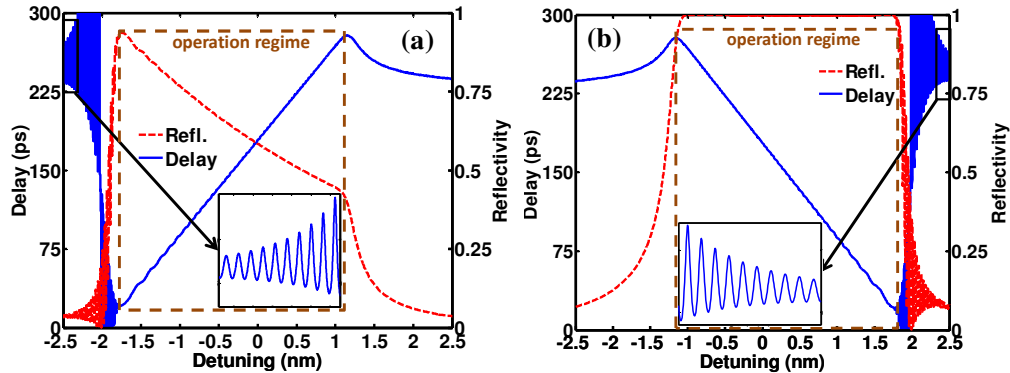 (a)
operation regime
Refl.
Delay
Delay (ps)
300
225
150
75
0
Reflectivity
1
0.75
0.5
0.25
0
-2.5 -2 -1.5 -1 -0.5 0 0.5 1 1.5 2 2.5
Detuning (nm)
(b)
operation regime
Refl.
Delay
Delay (ps)
300
225
150
75
0
Reflectivity
1
0.75
0.5
0.25
0
-2.5 -2 -1.5 -1 -0.5 0 0.5 1 1.5 2 2.5
Detuning (nm)